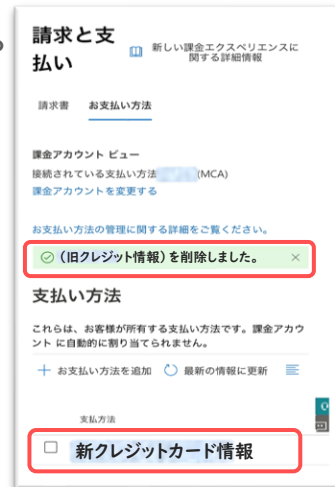 請求と支
払い
新しい課金エクスペリエンスに
関する詳細情報
請求書 お支払い方法
課金アカウント ビュー
接続されている支払い方法 (MCA)
課金アカウントを変更する
お支払い方法の管理に関する詳細をご覧ください。
(旧クレジット情報)を削除しました。
支払い方法
これらは、お客様が所有する支払い方法です。課金アカウ
ント に自動的に割り当てられません。
お支払い方法を追加 最新の情報に更新
支払方法
新クレジットカード情報